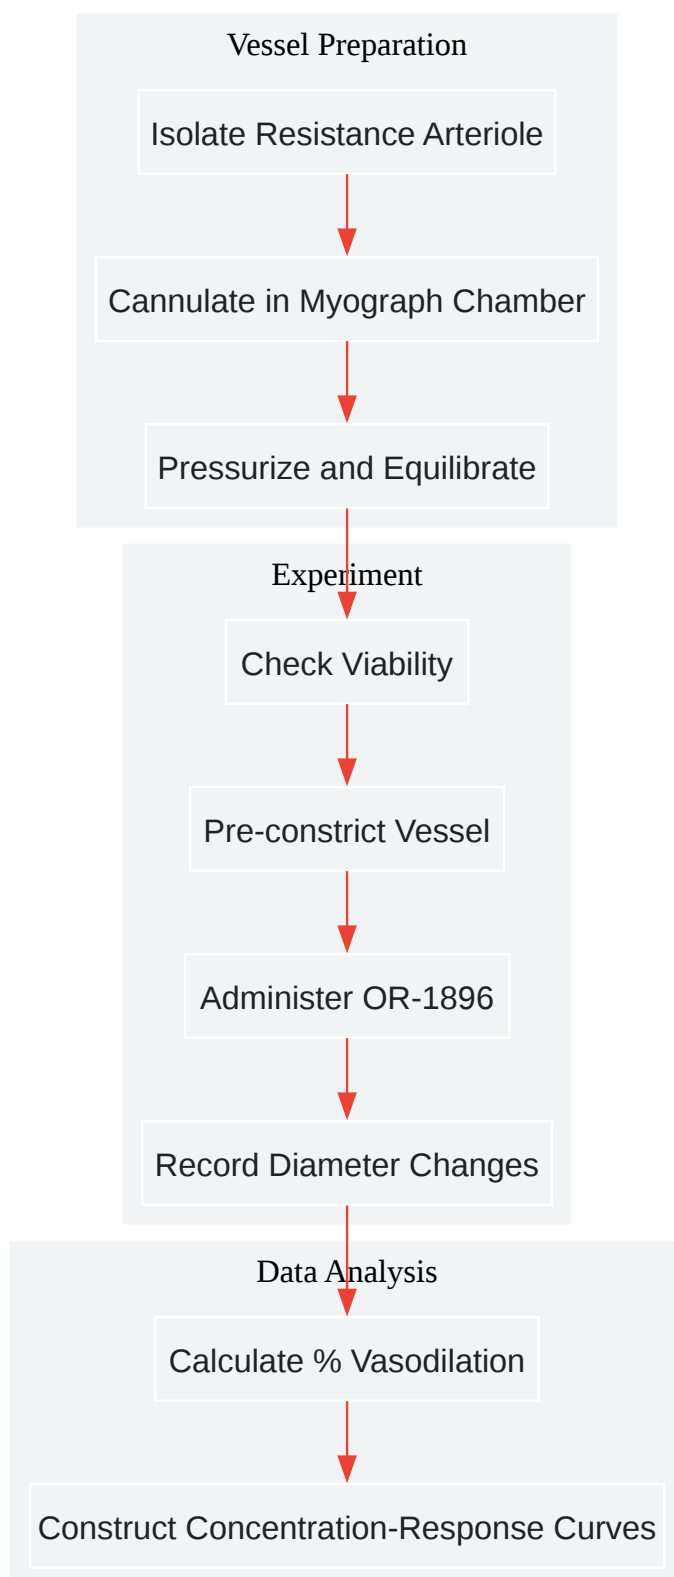 Vessel Preparation
Isolate Resistance Arteriole
Cannulate in Myograph Chamber
Pressurize and Equilibrate
Experiment
Check Viability
Pre-constrict Vessel
Administer OR-1896
Record Diameter Changes
Data Analysis
Calculate % Vasodilation
Construct Concentration-Response Curves